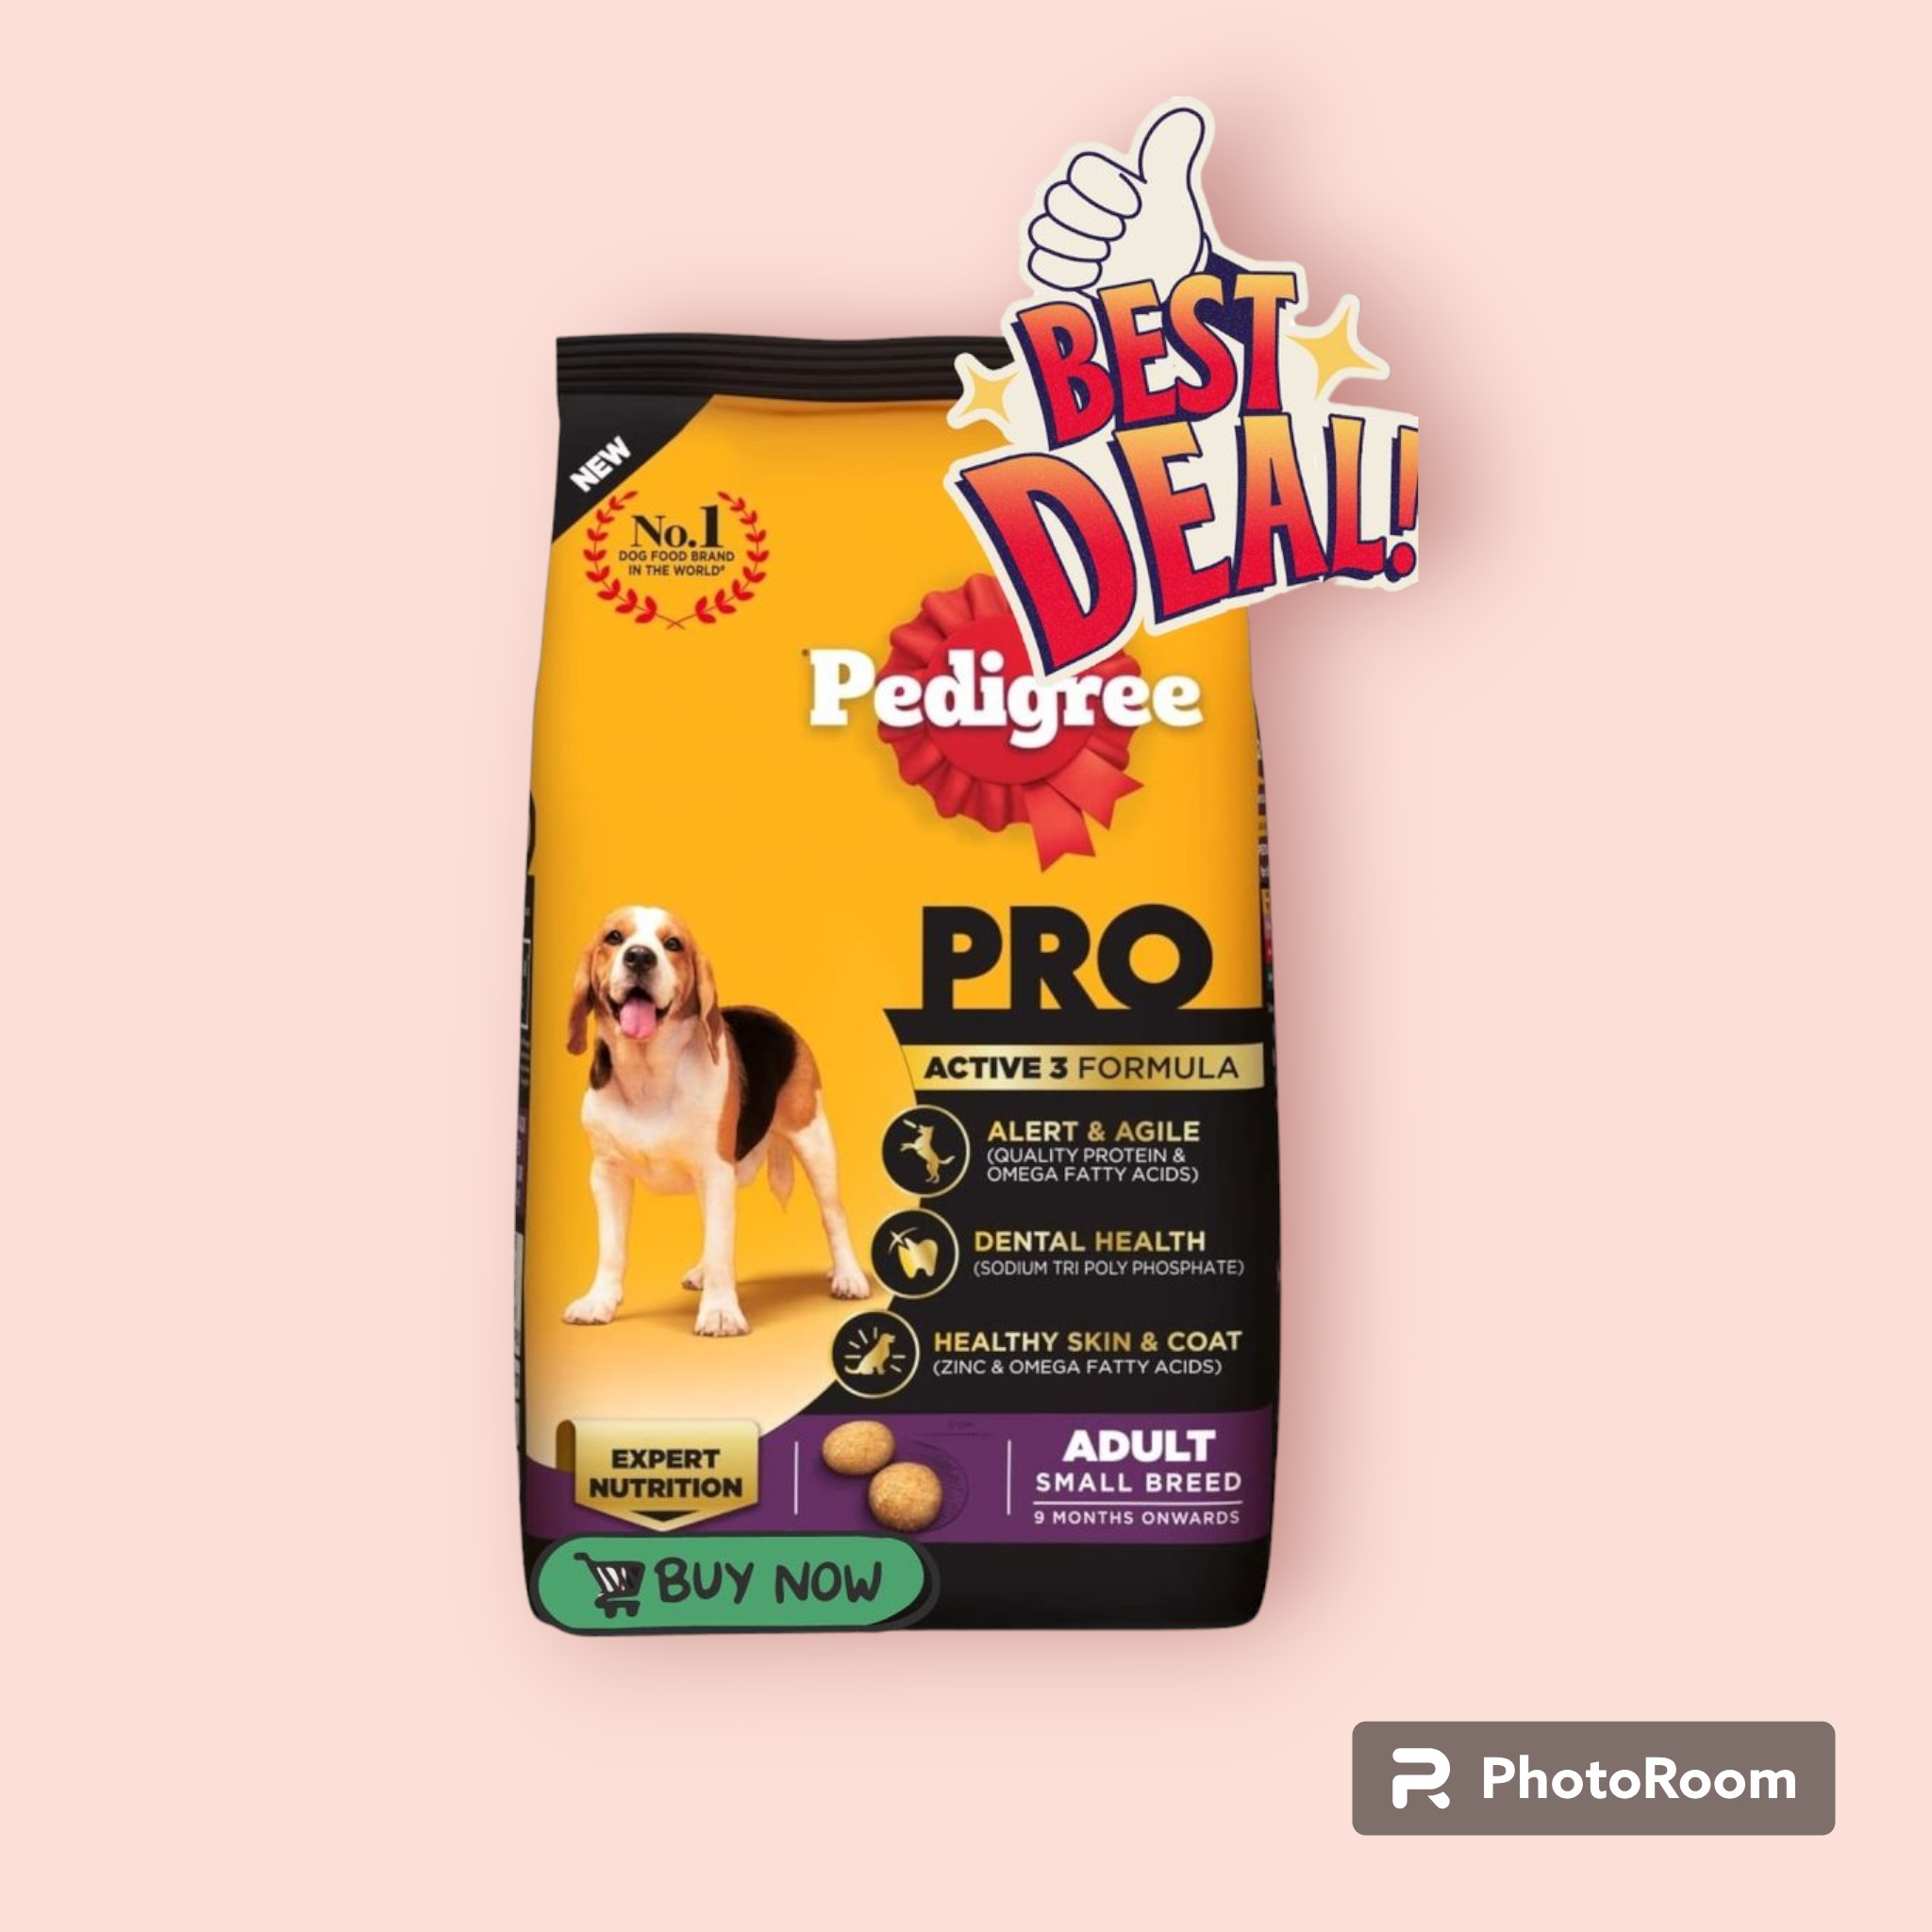 BEST
DEAL!
NEW
No.1
DOG FOOD BRAND
IN THE WORLD*
Pedigree
PRO
ACTIVE 3 FORMULA
ALERT & AGILE
(QUALITY PROTEIN &
OMEGA FATTY ACIDS)
DENTAL HEALTH
(SODIUM TRI POLY PHOSPHATE)
HEALTHY SKIN & COAT
(ZINC & OMEGA FATTY ACIDS)
EXPERT
NUTRITION
ADULT
SMALL BREED
9 MONTHS ONWARDS
BUY NOW
PhotoRoom